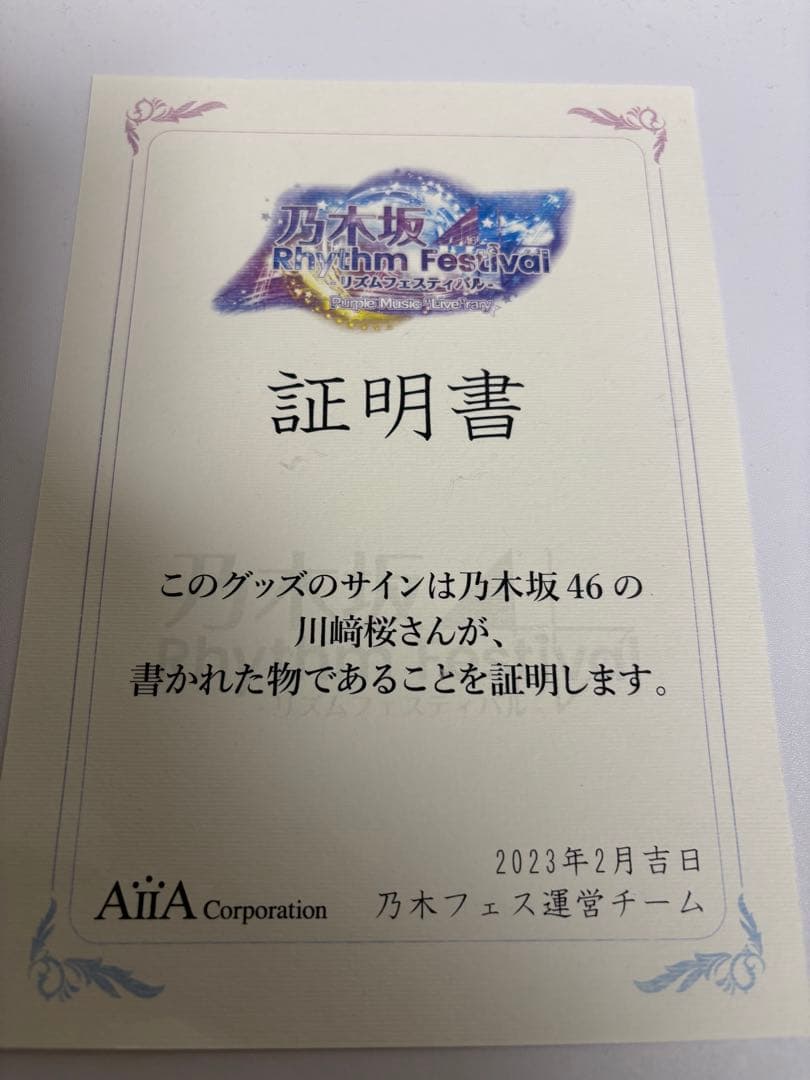 乃木坂46
Rhythm Festival
-リズムフェスティバル-
Purple Music "Live"rary
証明書
このグッズのサインは乃木坂46の
川﨑桜さんが、
書かれた物であることを証明します。
2023年2月吉日
AiiA Corporation 乃木フェス運営チーム